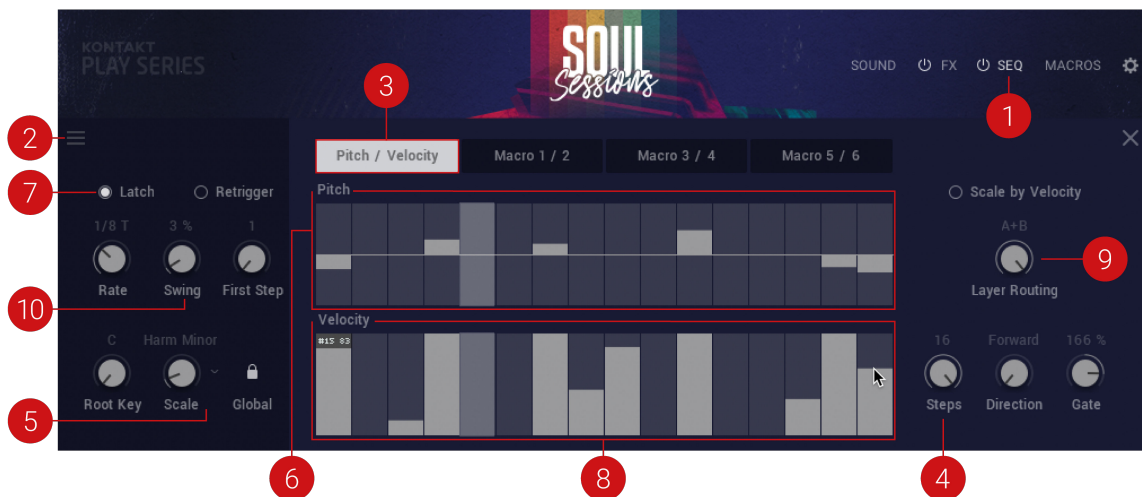 KONTAKT
PLAY SERIES
SOUL
Sessions
SOUND FX SEQ MACROS
3
1
2
Pitch / Velocity Macro 1 / 2 Macro 3 / 4 Macro 5 / 6
7
Latch Retrigger
Pitch
Scale by Velocity
1/8 T 3 % 1
A+B
9
Rate Swing First Step
Layer Routing
10
Velocity
#15 83
C Harm Minor
16 Forward 166 %
Root Key Scale Global
Steps Direction Gate
5
6
8
4